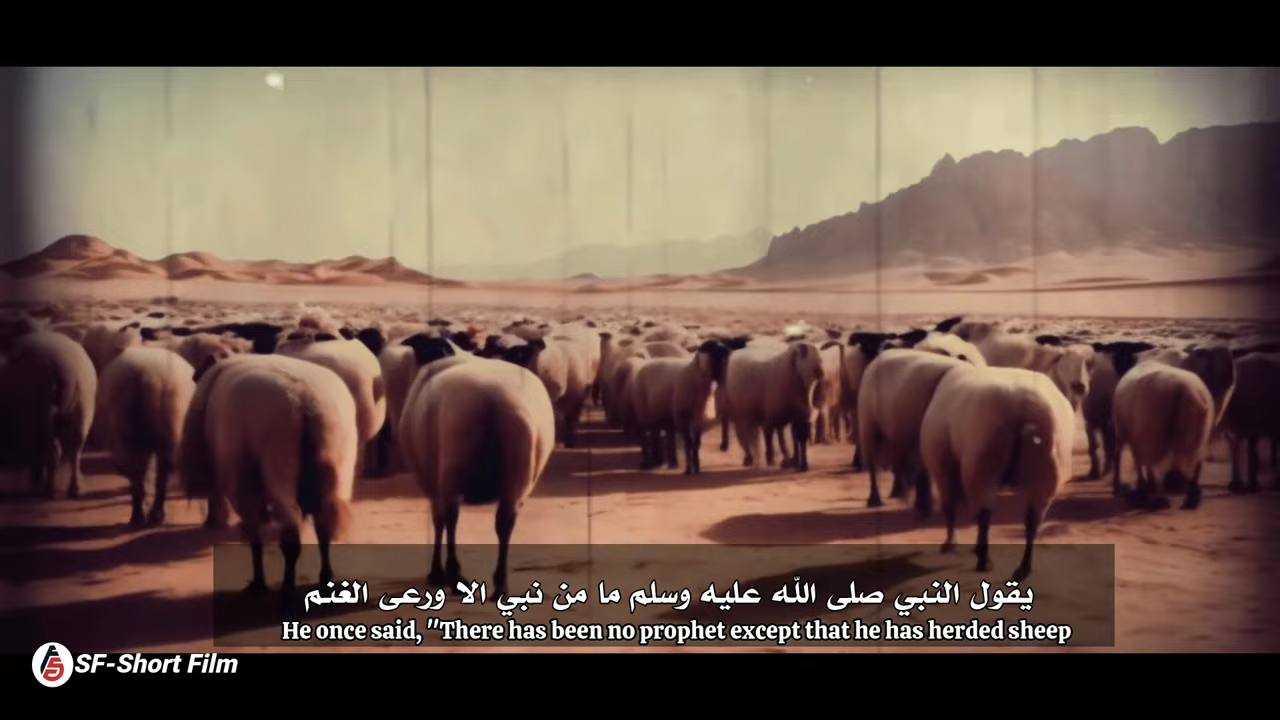 يقول النبي صلى الله عليه وسلم ما من نبي الا ورعى الغنم
He once said, "There has been no prophet except that he has herded sheep
SF-Short Film